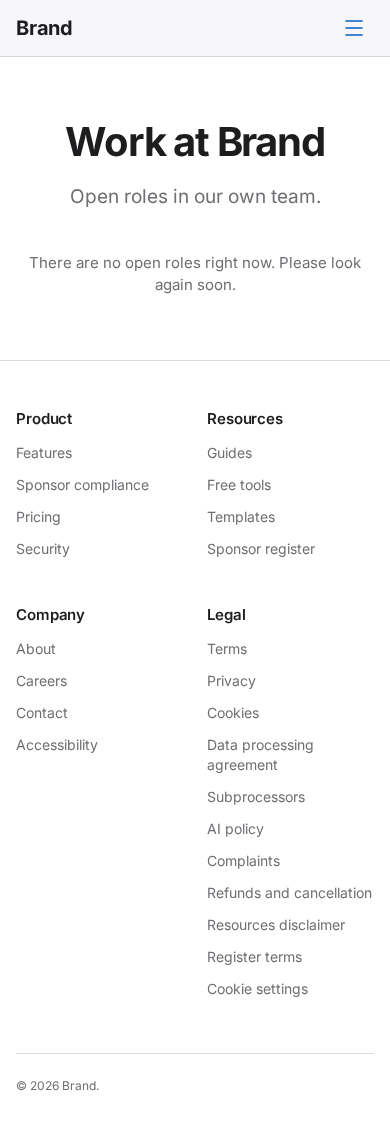 Brand
Work at Brand
Open roles in our own team.
There are no open roles right now. Please look
again soon.
Product
Features
Sponsor compliance
Pricing
Security
Resources
Guides
Free tools
Templates
Sponsor register
Company
About
Careers
Contact
Accessibility
Legal
Terms
Privacy
Cookies
Data processing
agreement
Subprocessors
AI policy
Complaints
Refunds and cancellation
Resources disclaimer
Register terms
Cookie settings
© 2026 Brand.